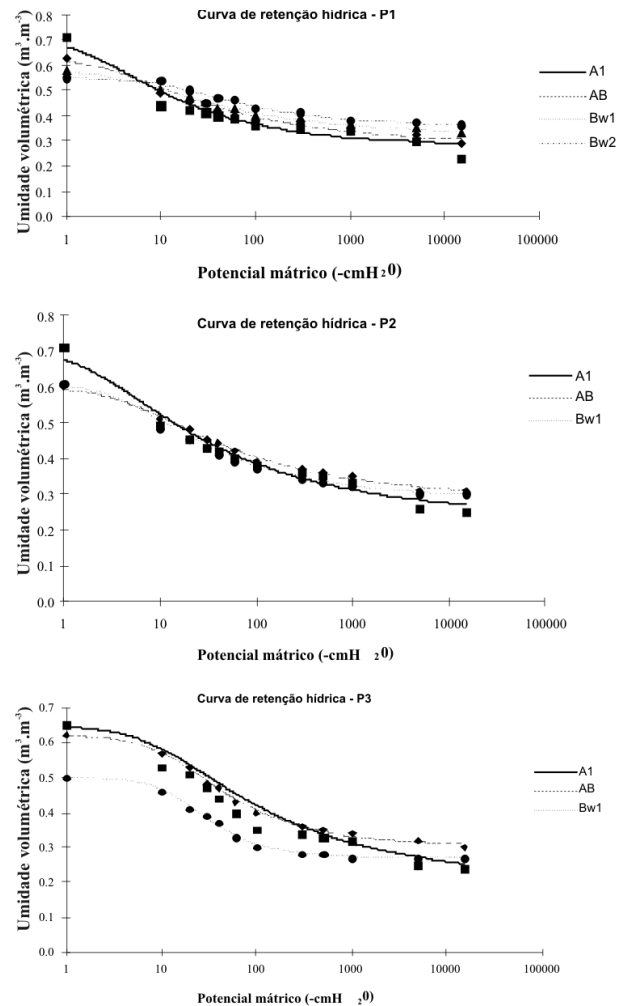 Curva de retenção hídrica - P1
Umidade volumétrica (m³.m⁻³)
0.8
0.7
0.6
0.5
0.4
0.3
0.2
0.1
0.0
1 10 100 1000 10000 100000
Potencial mátrico (-cmH₂0)
A1
AB
Bw1
Bw2
Curva de retenção hídrica - P2
Umidade volumétrica (m³.m⁻³)
0.8
0.7
0.6
0.5
0.4
0.3
0.2
0.1
0.0
1 10 100 1000 10000 100000
Potencial mátrico (-cmH ₂0)
A1
AB
Bw1
Curva de retenção hídrica - P3
Umidade volumétrica (m³.m⁻³)
0.7
0.6
0.5
0.4
0.3
0.2
0.1
0.0
1 10 100 1000 10000 100000
Potencial mátrico (-cmH ₂0)
A1
AB
Bw1